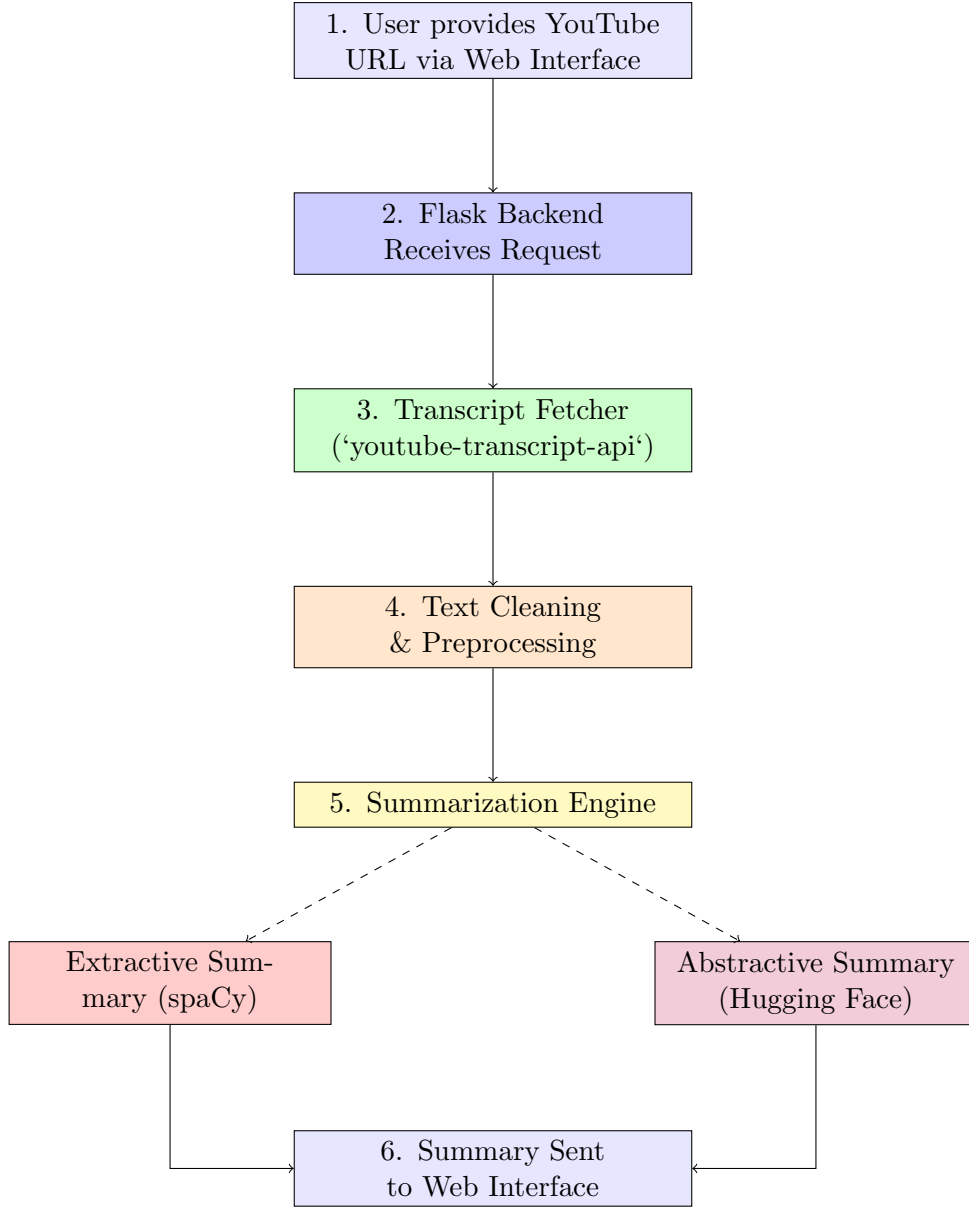 1. User provides YouTube
URL via Web Interface
2. Flask Backend
Receives Request
3. Transcript Fetcher
(‘youtube-transcript-api‘)
4. Text Cleaning
& Preprocessing
5. Summarization Engine
Extractive Sum-
mary (spaCy)
Abstractive Summary
(Hugging Face)
6. Summary Sent
to Web Interface